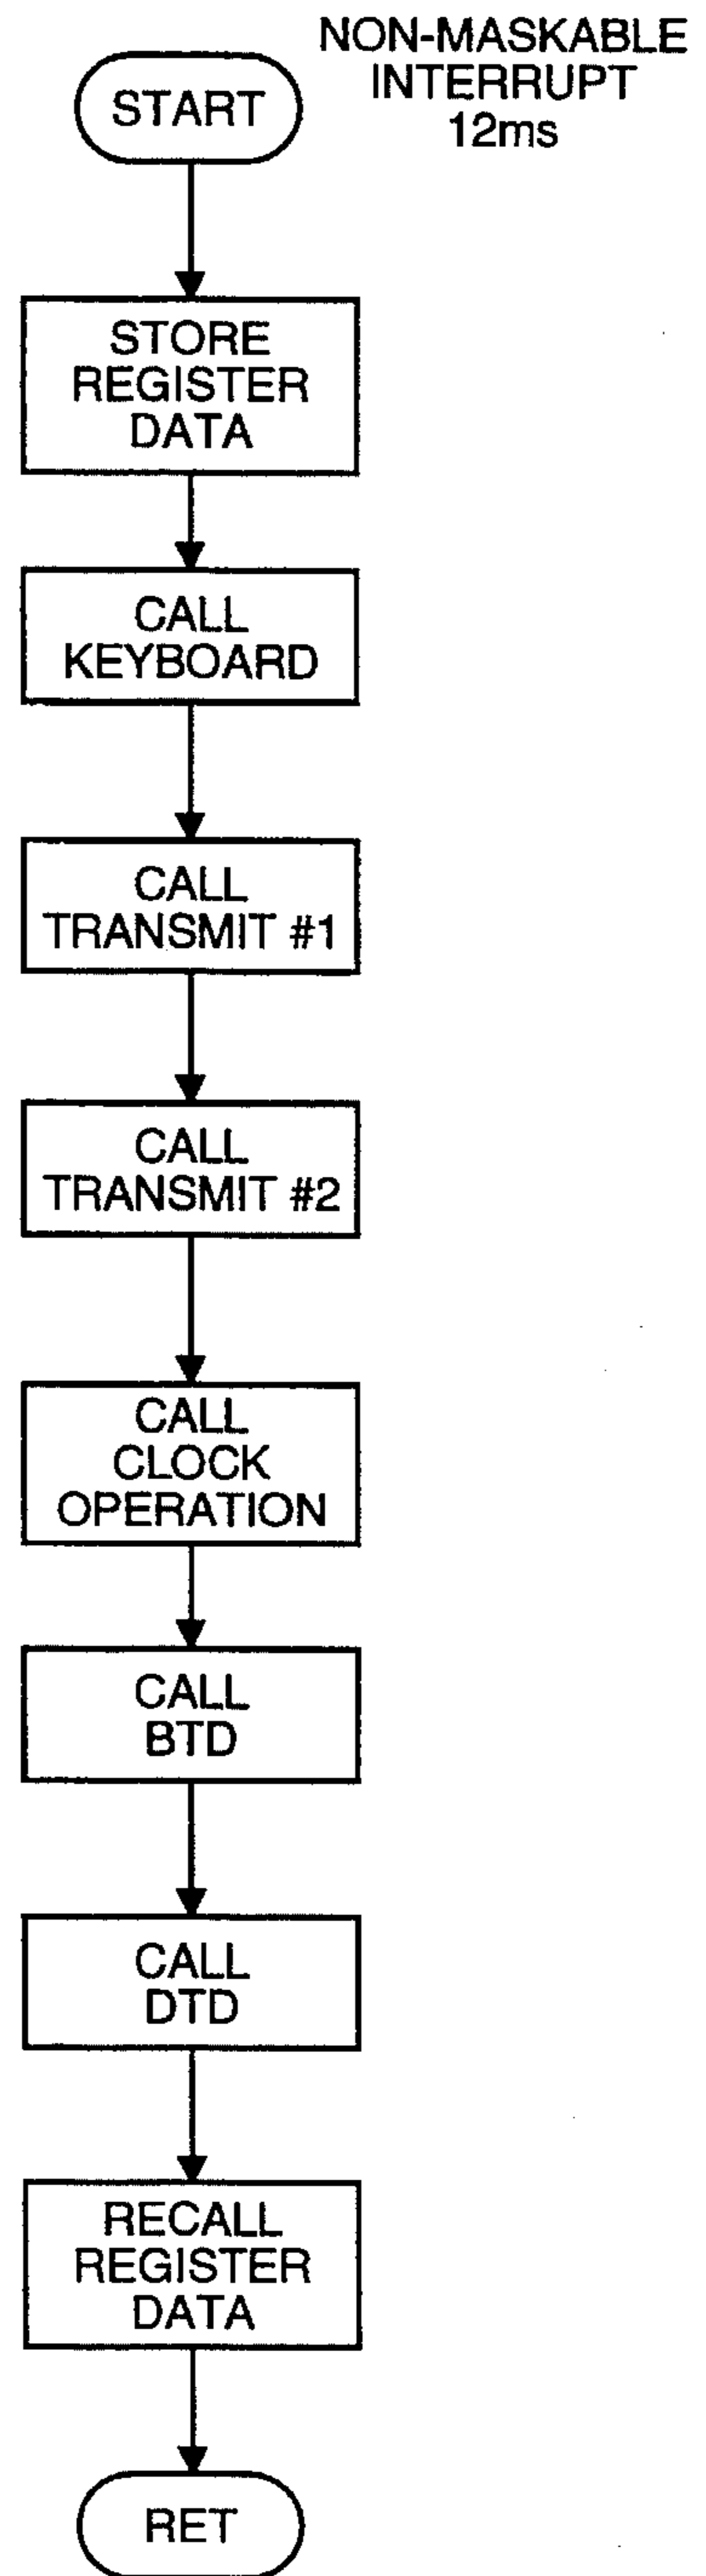 NON-MASKABLE
INTERRUPT
12ms
START
STORE
REGISTER
DATA
CALL
KEYBOARD
CALL
TRANSMIT #1
CALL
TRANSMIT #2
CALL
CLOCK
OPERATION
CALL
BTD
CALL
DTD
RECALL
REGISTER
DATA
RET